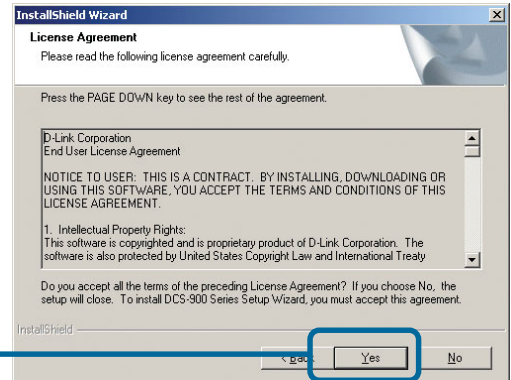 InstallShield Wizard
License Agreement
Please read the following license agreement carefully.
Press the PAGE DOWN key to see the rest of the agreement.
D-Link Corporation
End User License Agreement
NOTICE TO USER: THIS IS A CONTRACT. BY INSTALLING, DOWNLOADING OR
USING THIS SOFTWARE, YOU ACCEPT THE TERMS AND CONDITIONS OF THIS
LICENSE AGREEMENT.
1. Intellectual Property Rights:
This software is copyrighted and is proprietary product of D-Link Corporation. The
software is also protected by United States Copyright Law and International Treaty
Do you accept all the terms of the preceding License Agreement? If you choose No, the
setup will close. To install DCS-900 Series Setup Wizard, you must accept this agreement.
InstallShield
< Back Yes No